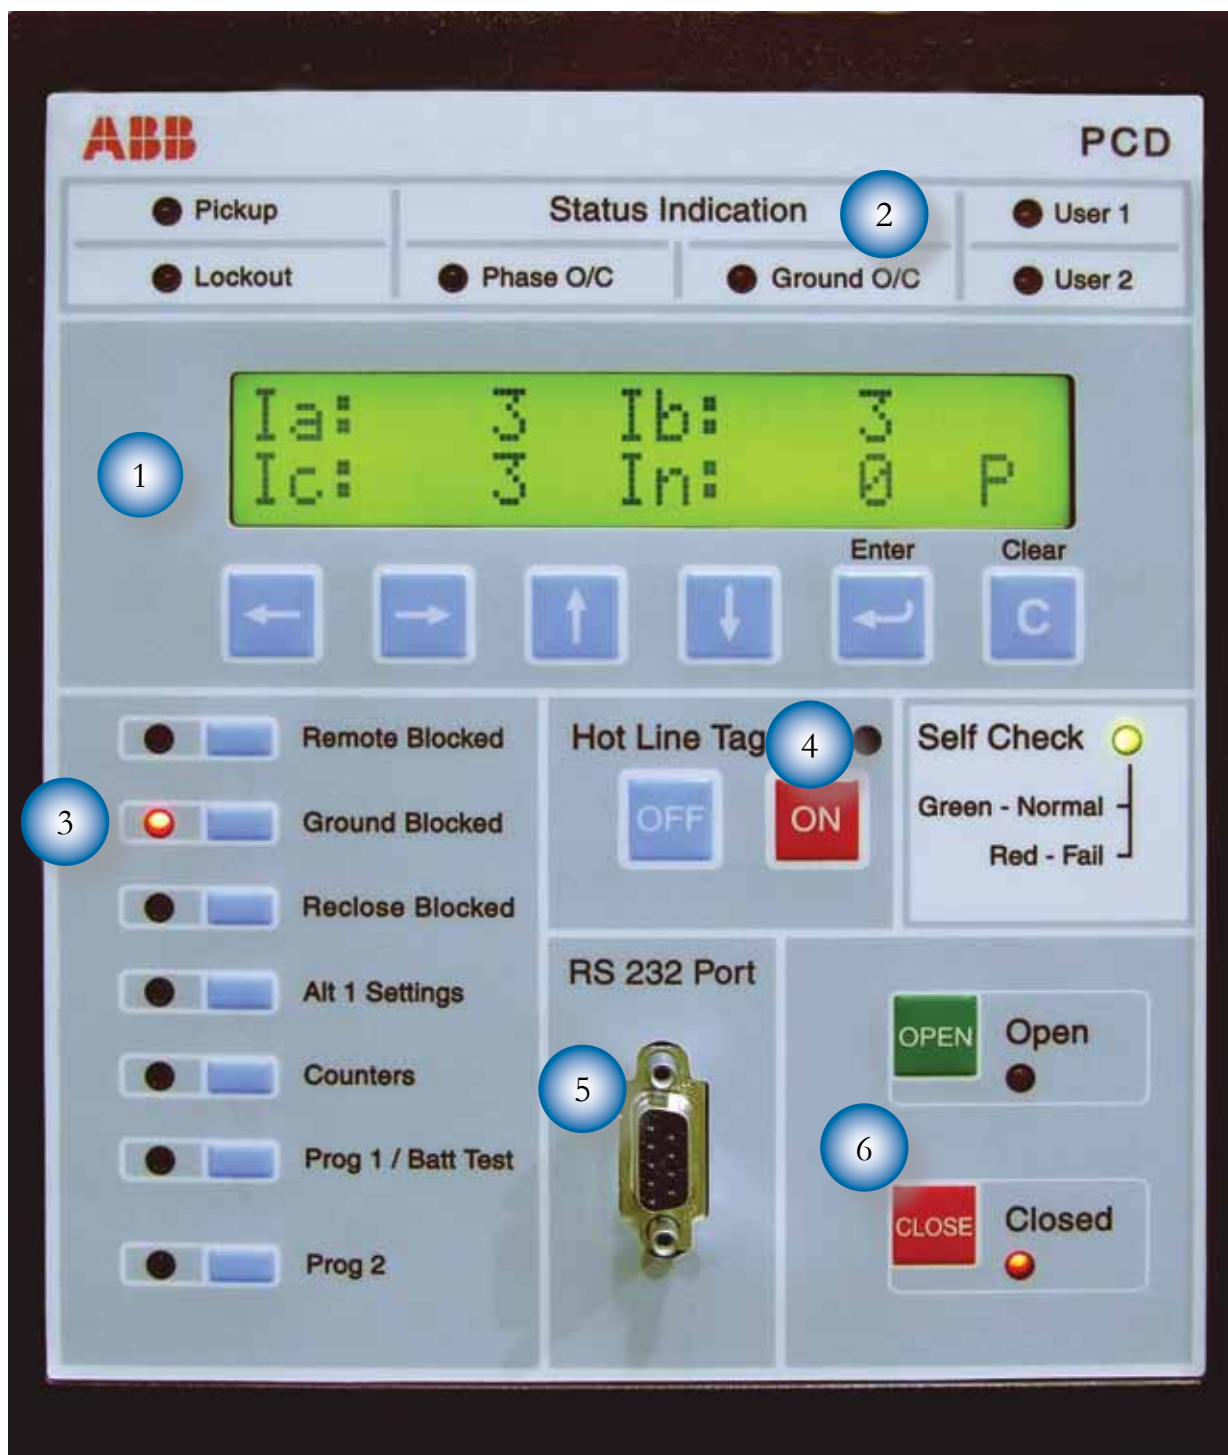 ABB PCD
Pickup Status Indication 2 User 1
Lockout Phase O/C Ground O/C User 2
1
Ia: 3 Ib: 3
Ic: 3 In: 0 P
Enter Clear
C
Remote Blocked
3 Ground Blocked
Reclose Blocked
Alt 1 Settings
Counters
Prog 1 / Batt Test
Prog 2
Hot Line Tag 4
OFF ON
Self Check
Green - Normal
Red - Fail
RS 232 Port
5
OPEN Open
6
CLOSE Closed